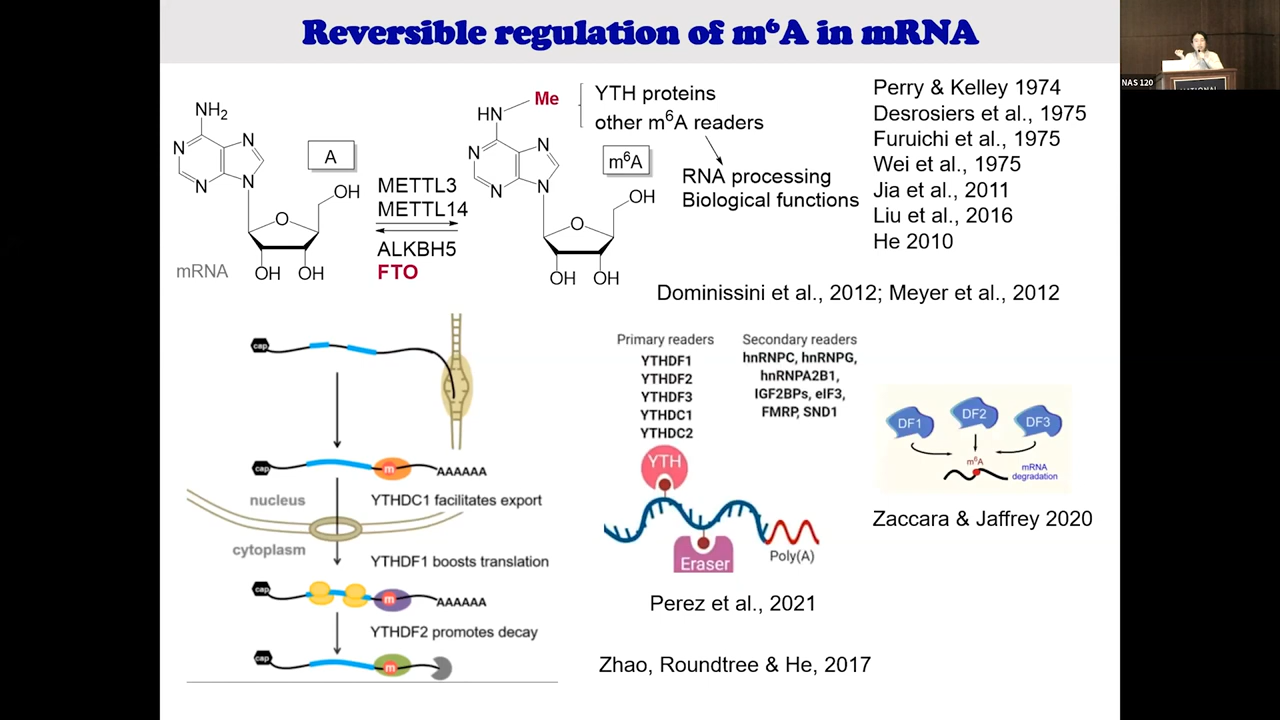 Reversible regulation of m⁶A in mRNA
NH₂
N
N
N
N
A
OH
O
OH
OH
mRNA
METTL3
METTL14
ALKBH5
FTO
Me
HN
N
N
N
N
m⁶A
OH
O
OH
OH
YTH proteins
other m⁶A readers
RNA processing
Biological functions
Perry & Kelley 1974
Desrosiers et al., 1975
Furuichi et al., 1975
Wei et al., 1975
Jia et al., 2011
Liu et al., 2016
He 2010
Dominissini et al., 2012; Meyer et al., 2012
cap
cap
m
AAAAAA
nucleus
YTHDC1 facilitates export
cytoplasm
YTHDF1 boosts translation
cap
m
AAAAAA
YTHDF2 promotes decay
cap
m
Zhao, Roundtree & He, 2017
Primary readers
YTHDF1
YTHDF2
YTHDF3
YTHDC1
YTHDC2
Secondary readers
hnRNPC, hnRNPG,
hnRNPA2B1,
IGF2BPs, eIF3,
FMRP, SND1
YTH
Eraser
Poly(A)
Perez et al., 2021
DF1
DF2
DF3
m⁶A
mRNA
degradation
Zaccara & Jaffrey 2020
NAS 120
NATIONAL